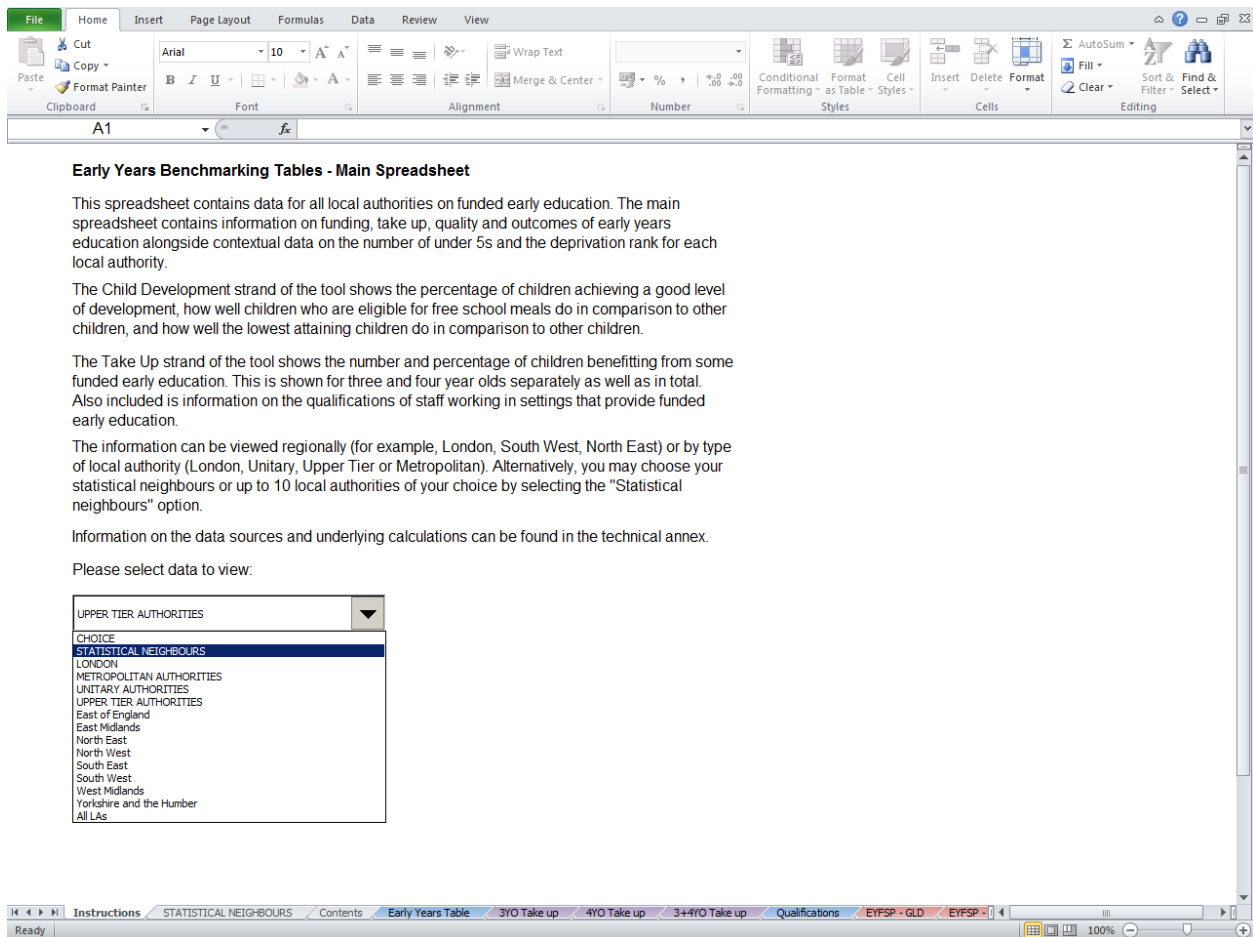 File Home Insert Page Layout Formulas Data Review View
Cut
Copy
Format Painter
Paste
Clipboard
Arial 10
B I U
Font
Wrap Text
Merge & Center
Alignment
% , .00
Number
Conditional Formatting
Format as Table
Cell Styles
Styles
Insert Delete Format
Cells
Σ AutoSum
Fill
Clear
Sort & Filter
Find & Select
Editing
A1 fx
Early Years Benchmarking Tables - Main Spreadsheet
This spreadsheet contains data for all local authorities on funded early education. The main
spreadsheet contains information on funding, take up, quality and outcomes of early years
education alongside contextual data on the number of under 5s and the deprivation rank for each
local authority.
The Child Development strand of the tool shows the percentage of children achieving a good level
of development, how well children who are eligible for free school meals do in comparison to other
children, and how well the lowest attaining children do in comparison to other children.
The Take Up strand of the tool shows the number and percentage of children benefitting from some
funded early education. This is shown for three and four year olds separately as well as in total.
Also included is information on the qualifications of staff working in settings that provide funded
early education.
The information can be viewed regionally (for example, London, South West, North East) or by type
of local authority (London, Unitary, Upper Tier or Metropolitan). Alternatively, you may choose your
statistical neighbours or up to 10 local authorities of your choice by selecting the "Statistical
neighbours" option.
Information on the data sources and underlying calculations can be found in the technical annex.
Please select data to view:
UPPER TIER AUTHORITIES
CHOICE
STATISTICAL NEIGHBOURS
LONDON
METROPOLITAN AUTHORITIES
UNITARY AUTHORITIES
UPPER TIER AUTHORITIES
East of England
East Midlands
North East
North West
South East
South West
West Midlands
Yorkshire and the Humber
All LAs
Instructions STATISTICAL NEIGHBOURS Contents Early Years Table 3YO Take up 4YO Take up 3+4YO Take up Qualifications EYFSP - GLD EYFSP -
Ready 100%